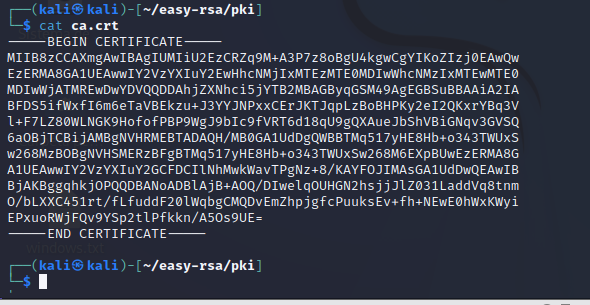 ┌──(kali㉿kali)-[~/easy-rsa/pki]
└─$ cat ca.crt
-----BEGIN CERTIFICATE-----
MIIB8zCCAXmgAwIBAgIUMIiU2EzCRZq9M+A3P7z8oBgU4kgwCgYIKoZIzj0EAwQw
EzERMA8GA1UEAwwIY2VzYXIuY2EwHhcNMjIxMTEzMTE0MDIwWhcNMzIxMTEwMTE0
MDIwWjATMREwDwYDVQQDDAhjZXNhci5jYTB2MBAGByqGSM49AgEGBSuBBAAiA2IA
BFDS5ifWxfI6m6eTaVBEkzu+J3YYJNPxxCErJKTJqpLzBoBHPKy2eI2QKxrYBq3V
l+F7LZ80WLNGK9HofofPBP9WgJ9bIc9fVRT6d18qU9gQXAueJbShVBiGNqv3GVSQ
6aOBjTCBijAMBgNVHRMEBTADAQH/MB0GA1UdDgQWBBTMq517yHE8Hb+o343TWUxS
w268MzBOBgNVHSMERzBFgBTMq517yHE8Hb+o343TWUxSw268M6EXpBUwEzERMA8G
A1UEAwwIY2VzYXIuY2GCFDCIlNhMwkWavTPgNz+8/KAYFOJIMAsGA1UdDwQEAwIB
BjAKBggqhkjOPQQDBANoADBlAjB+AOQ/DIwelqOUHGN2hsjjJlZ031LaddVq8tnm
O/bLXXC451rt/fLfuddF20lWqbgCMQDvEmZhpjgfcPuuksEv+fh+NEwE0hWxKWyi
EPxuoRWjFQv9YSp2tlPfkkn/A5Os9UE=
-----END CERTIFICATE-----
┌──(kali㉿kali)-[~/easy-rsa/pki]
└─$